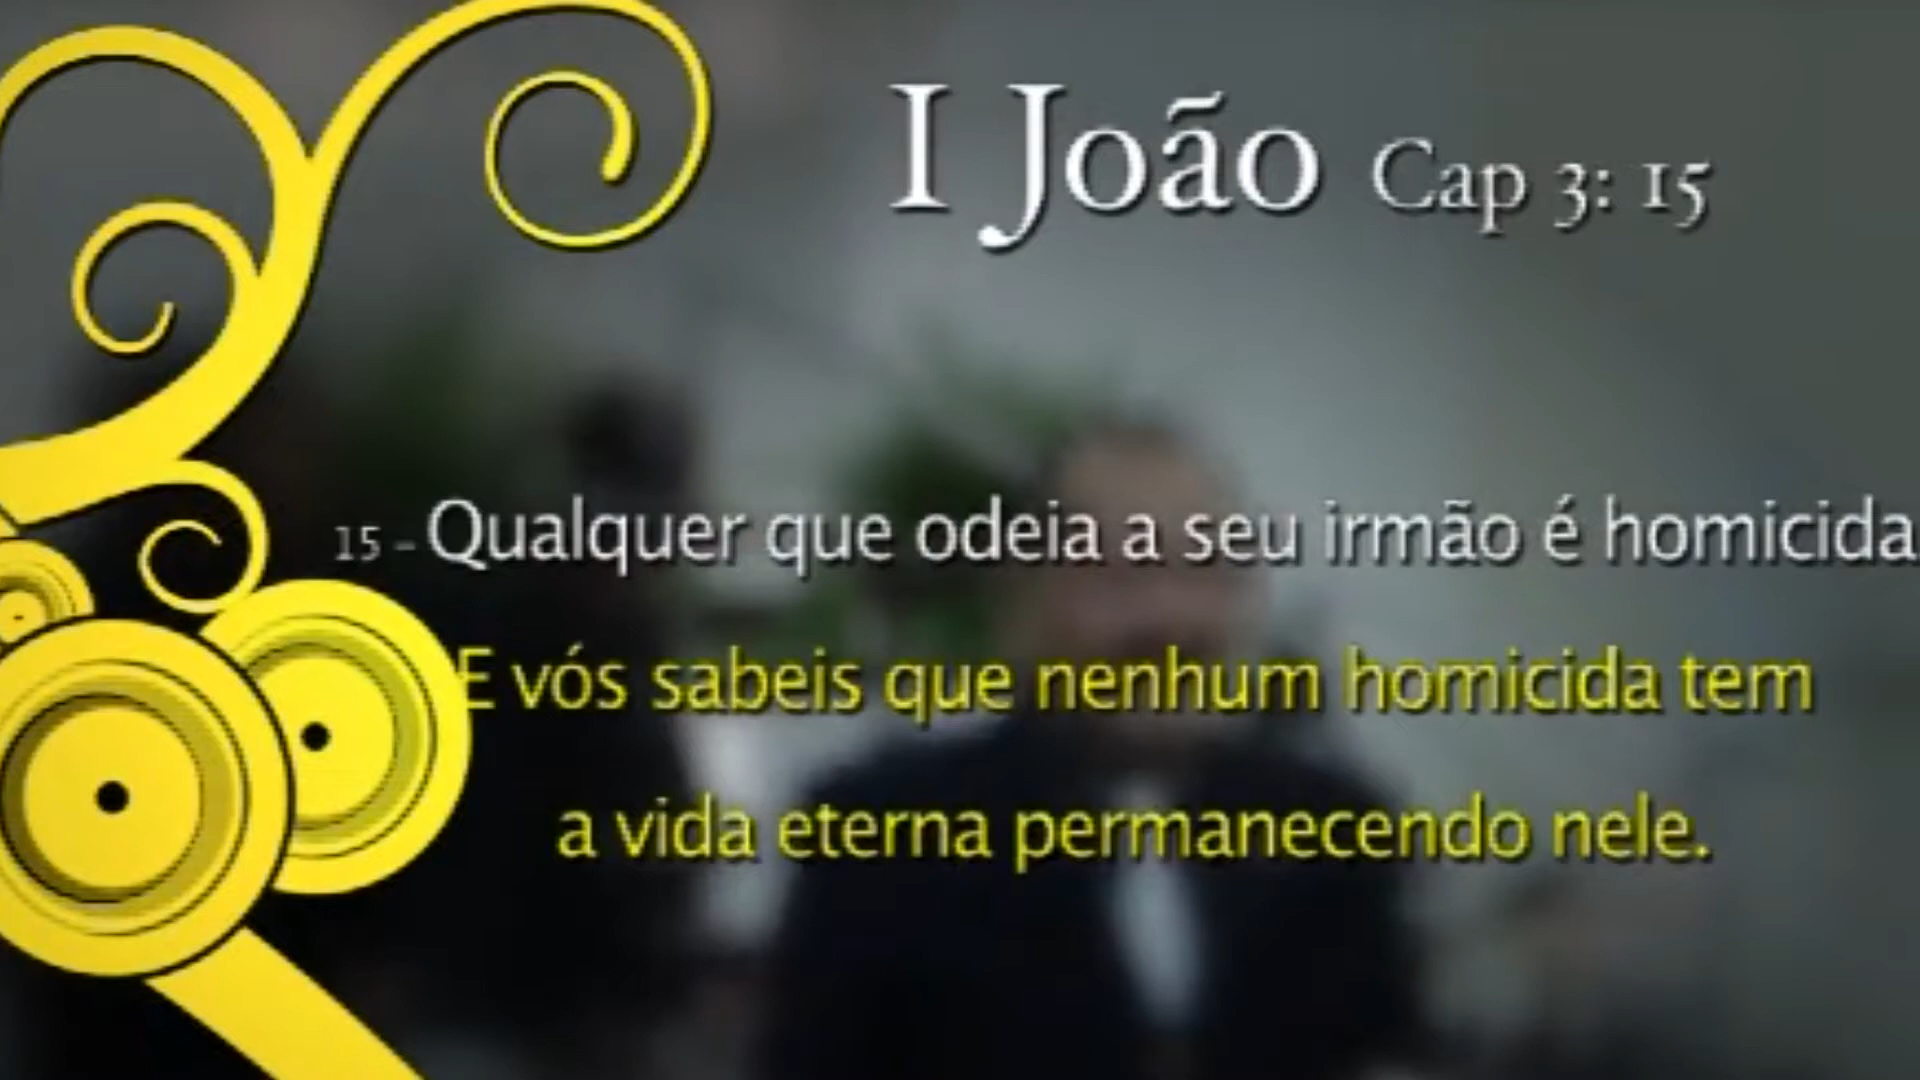 I João Cap 3: 15
15 - Qualquer que odeia a seu irmão é homicida
E vós sabeis que nenhum homicida tem
a vida eterna permanecendo nele.